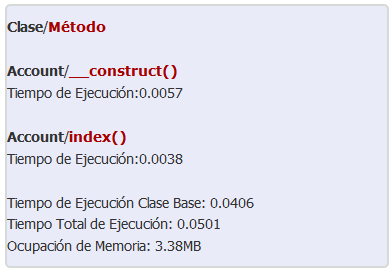 Clase/Método
Account/__construct()
Tiempo de Ejecución:0.0057
Account/index()
Tiempo de Ejecución:0.0038
Tiempo de Ejecución Clase Base: 0.0406
Tiempo Total de Ejecución: 0.0501
Ocupación de Memoria: 3.38MB